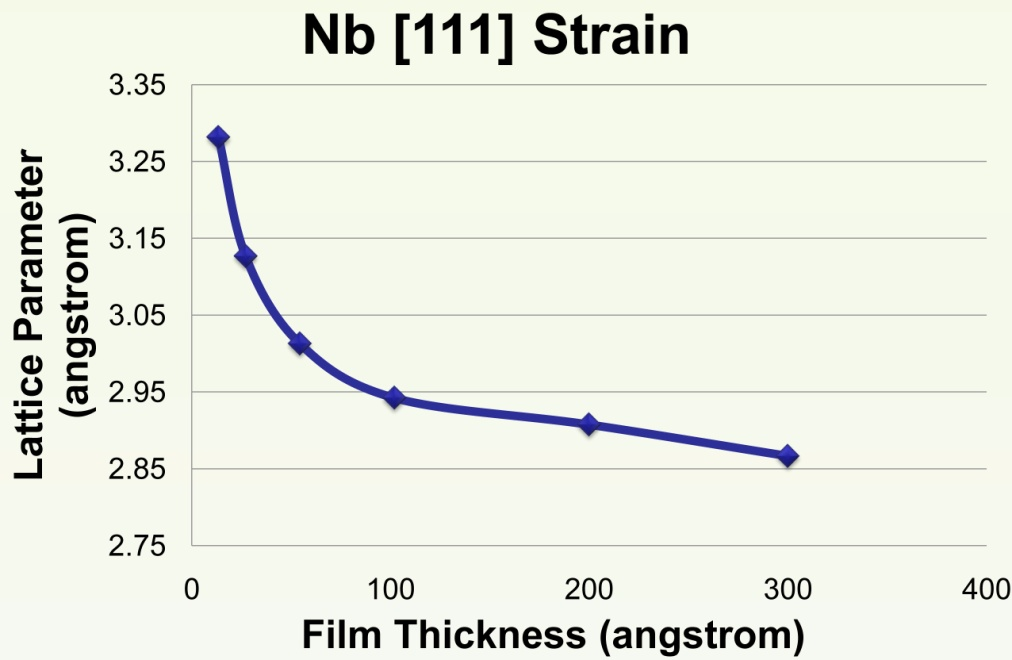 Nb [111] Strain
3.35
3.25
3.15
3.05
2.95
2.85
2.75
Lattice Parameter
(angstrom)
0 100 200 300 400
Film Thickness (angstrom)